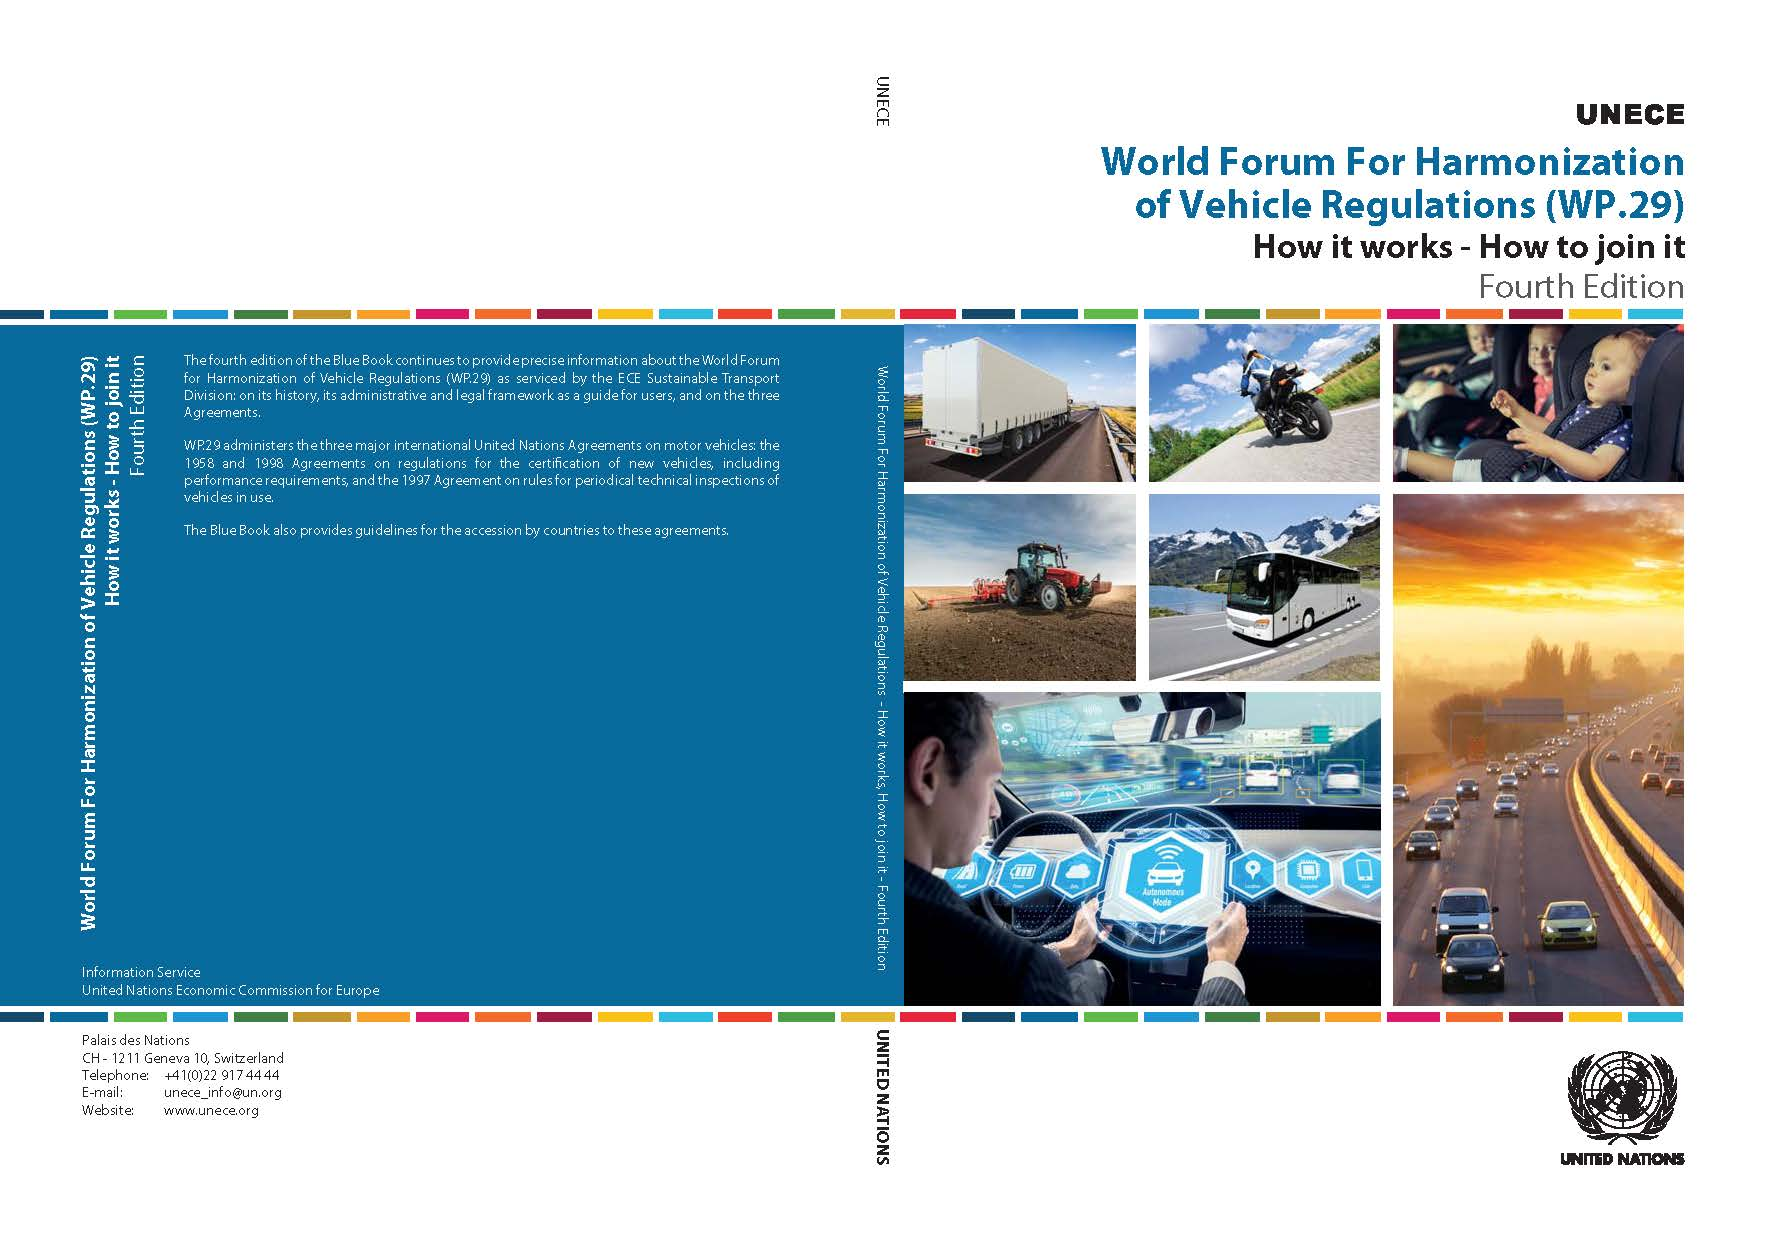 World Forum For Harmonization of Vehicle Regulations (WP.29)
How it works - How to join it
Fourth Edition
The fourth edition of the Blue Book continues to provide precise information about the World Forum
for Harmonization of Vehicle Regulations (WP.29) as serviced by the ECE Sustainable Transport
Division: on its history, its administrative and legal framework as a guide for users, and on the three
Agreements.
WP.29 administers the three major international United Nations Agreements on motor vehicles: the
1958 and 1998 Agreements on regulations for the certification of new vehicles, including
performance requirements, and the 1997 Agreement on rules for periodical technical inspections of
vehicles in use.
The Blue Book also provides guidelines for the accession by countries to these agreements.
Information Service
United Nations Economic Commission for Europe
Palais des Nations
CH - 1211 Geneva 10, Switzerland
Telephone: +41(0)22 917 44 44
E-mail: unece_info@un.org
Website: www.unece.org
UNECE
World Forum For Harmonization of Vehicle Regulations - How it works, How to join it - Fourth Edition
UNITED NATIONS
UNECE
World Forum For Harmonization
of Vehicle Regulations (WP.29)
How it works - How to join it
Fourth Edition
Autonomous
Mode
Location
UNITED NATIONS